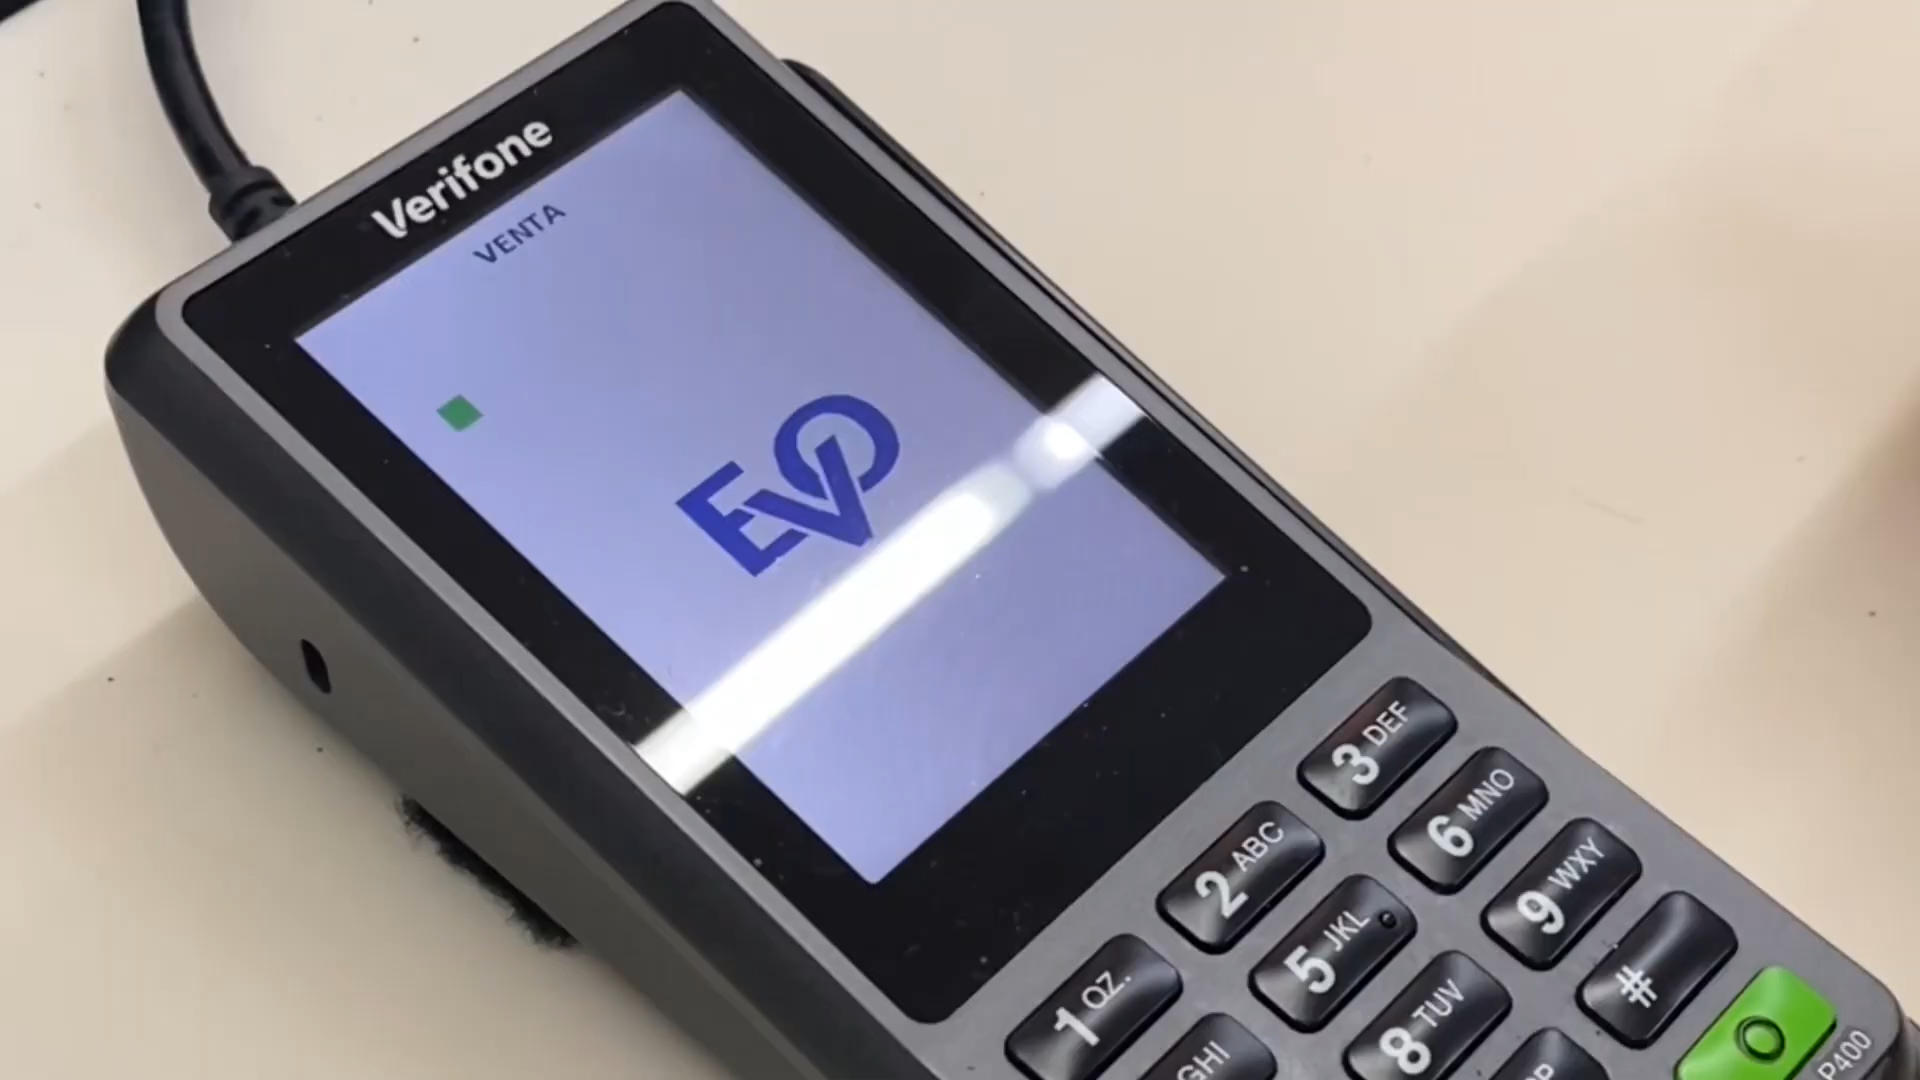 Verifone
VENTA
EVO
1 QZ.
2 ABC
3 DEF
GHI
5 JKL
6 MNO
8 TUV
9 WXY
#
P400